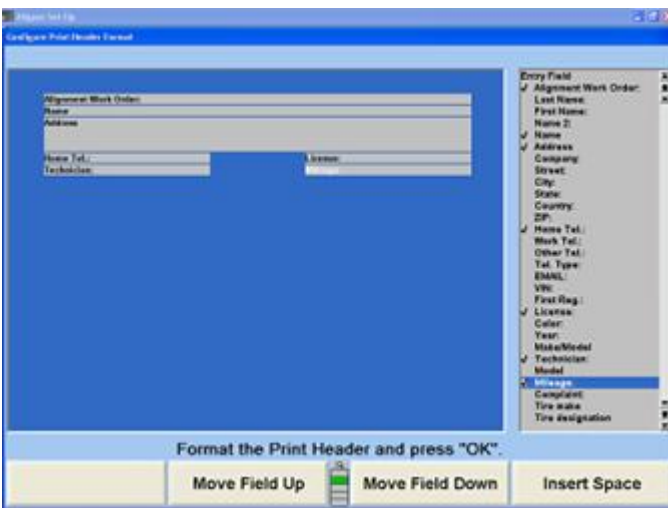 Aligner Set Up
Configure Print Header Format
Alignment Work Order:
Name
Address
Home Tel.:
License:
Technician:
Mileage:
Entry Field
✓ Alignment Work Order:
Last Name:
First Name:
Name 2:
✓ Name
✓ Address
Company:
Street:
City:
State:
Country:
ZIP:
✓ Home Tel.:
Work Tel.:
Other Tel.:
Tel. Type:
EMAIL:
VIN:
First Reg.:
✓ License:
Color:
Year:
Make/Model
✓ Technician:
Model
✓ Mileage:
Complaint:
Tire make
Tire designation
Format the Print Header and press "OK".
Move Field Up
Move Field Down
Insert Space